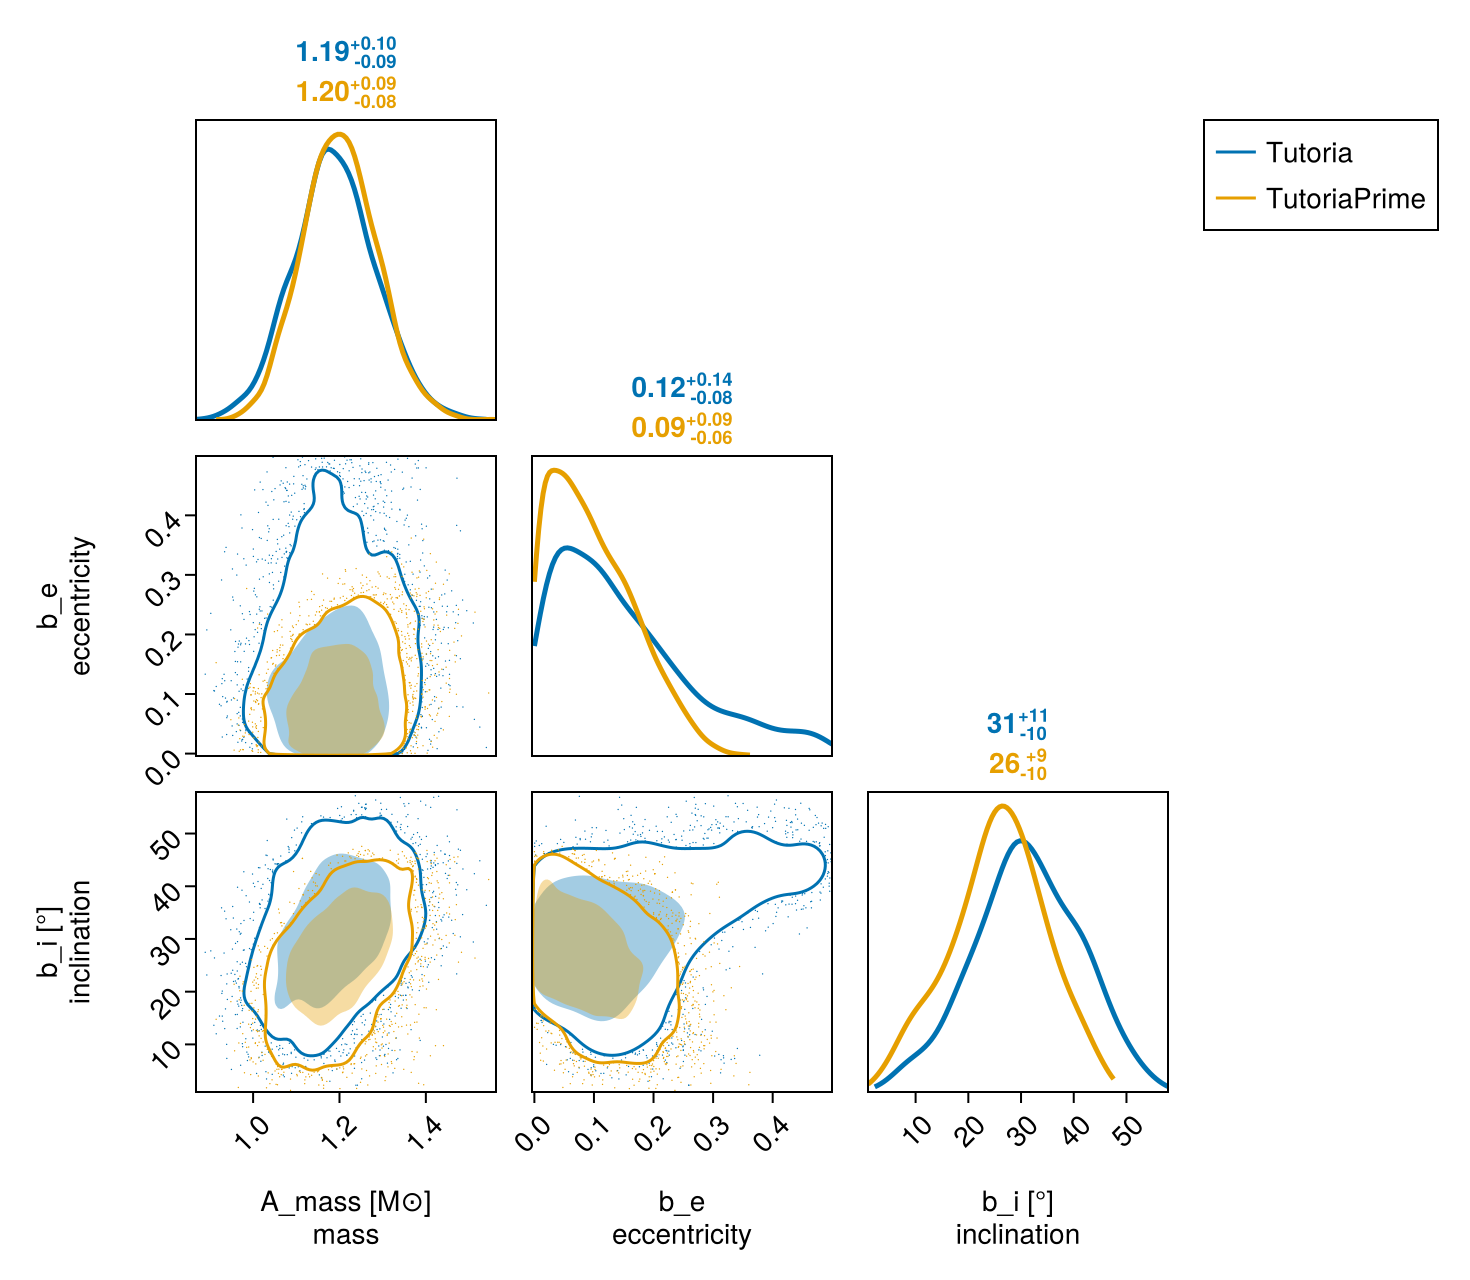 1.19+0.10-0.09
1.20+0.09-0.08
Tutoria
TutoriaPrime
0.12+0.14-0.08
0.09+0.09-0.06
b_e
eccentricity
0.4
0.3
0.2
0.1
0.0
31+11-10
26+9-10
b_i [°]
inclination
50
40
30
20
10
1.0 1.2 1.4
0.0 0.1 0.2 0.3 0.4
10 20 30 40 50
A_mass [M⊙]
mass
b_e
eccentricity
b_i [°]
inclination